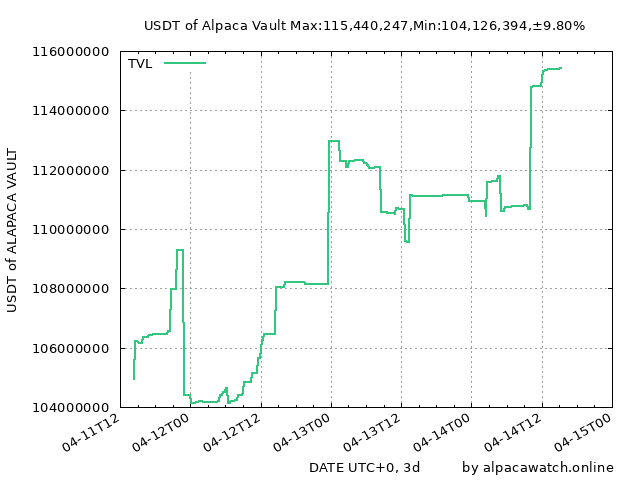 USDT of Alpaca Vault Max:115,440,247,Min:104,126,394,±9.80%
TVL
116000000
114000000
112000000
110000000
108000000
106000000
104000000
USDT of ALAPACA VAULT
04-11T12
04-12T00
04-12T12
04-13T00
04-13T12
04-14T00
04-14T12
04-15T00
DATE UTC+0, 3d
by alpacawatch.online